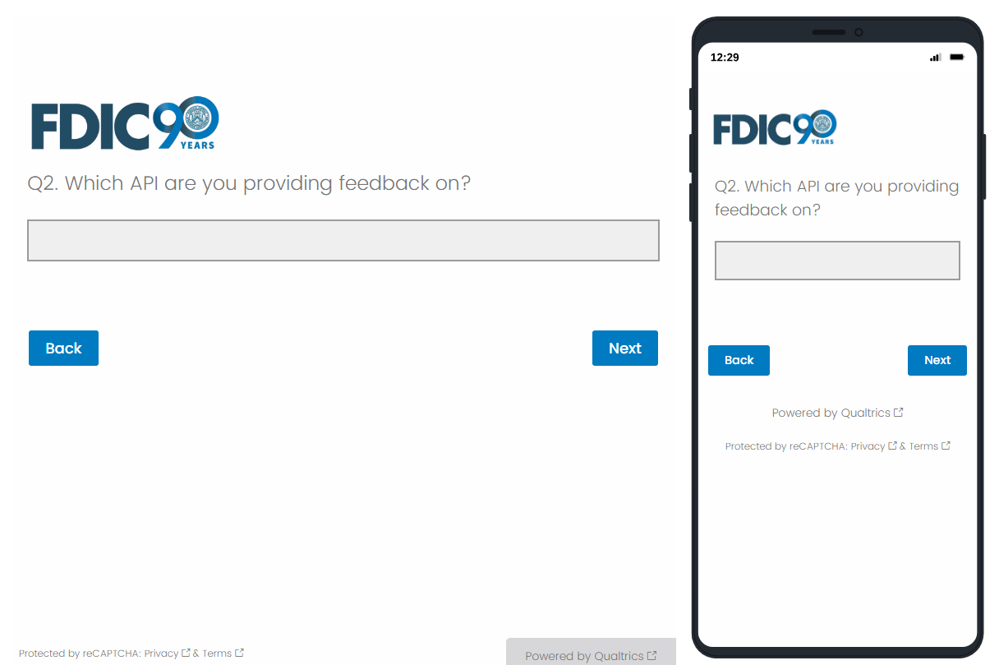 FDIC90
YEARS
Q2. Which API are you providing feedback on?
Back
Next
Protected by reCAPTCHA: Privacy & Terms
Powered by Qualtrics
12:29
FDIC90
YEARS
Q2. Which API are you providing
feedback on?
Back
Next
Powered by Qualtrics
Protected by reCAPTCHA: Privacy & Terms